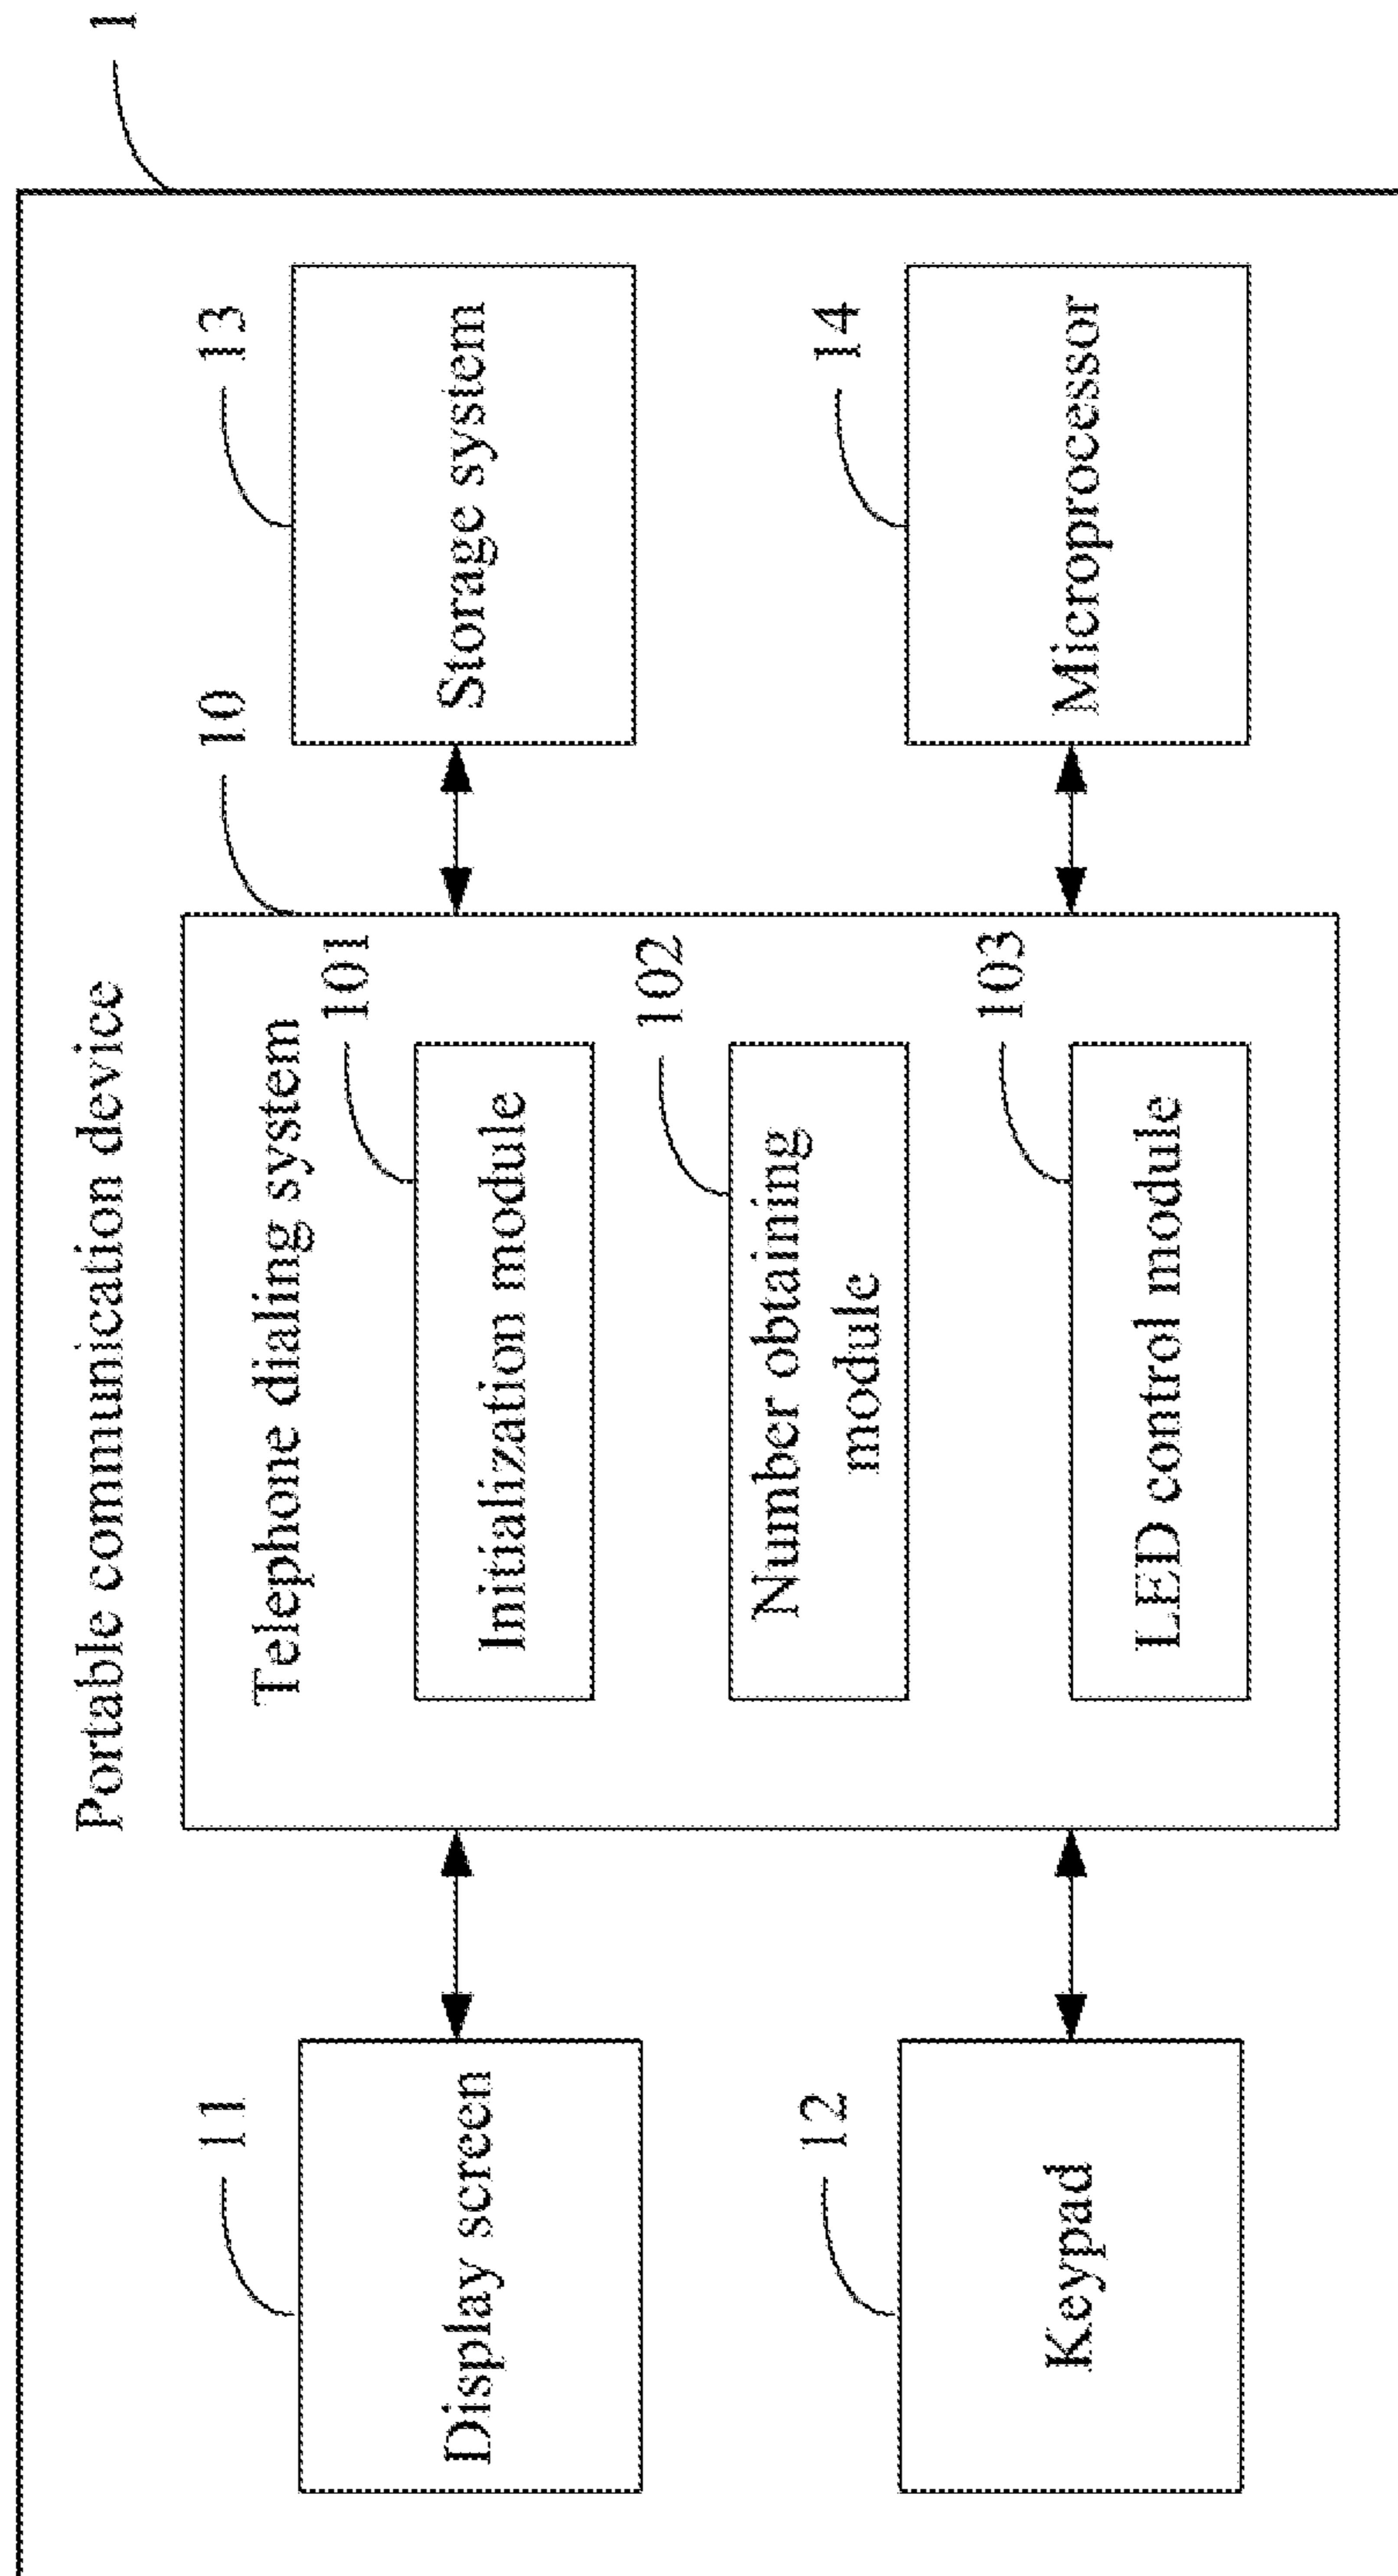 1
Portable communication device
11
Display screen
12
Keypad
10
Telephone dialing system
101
Initialization module
102
Number obtaining
module
103
LED control module
13
Storage system
14
Microprocessor